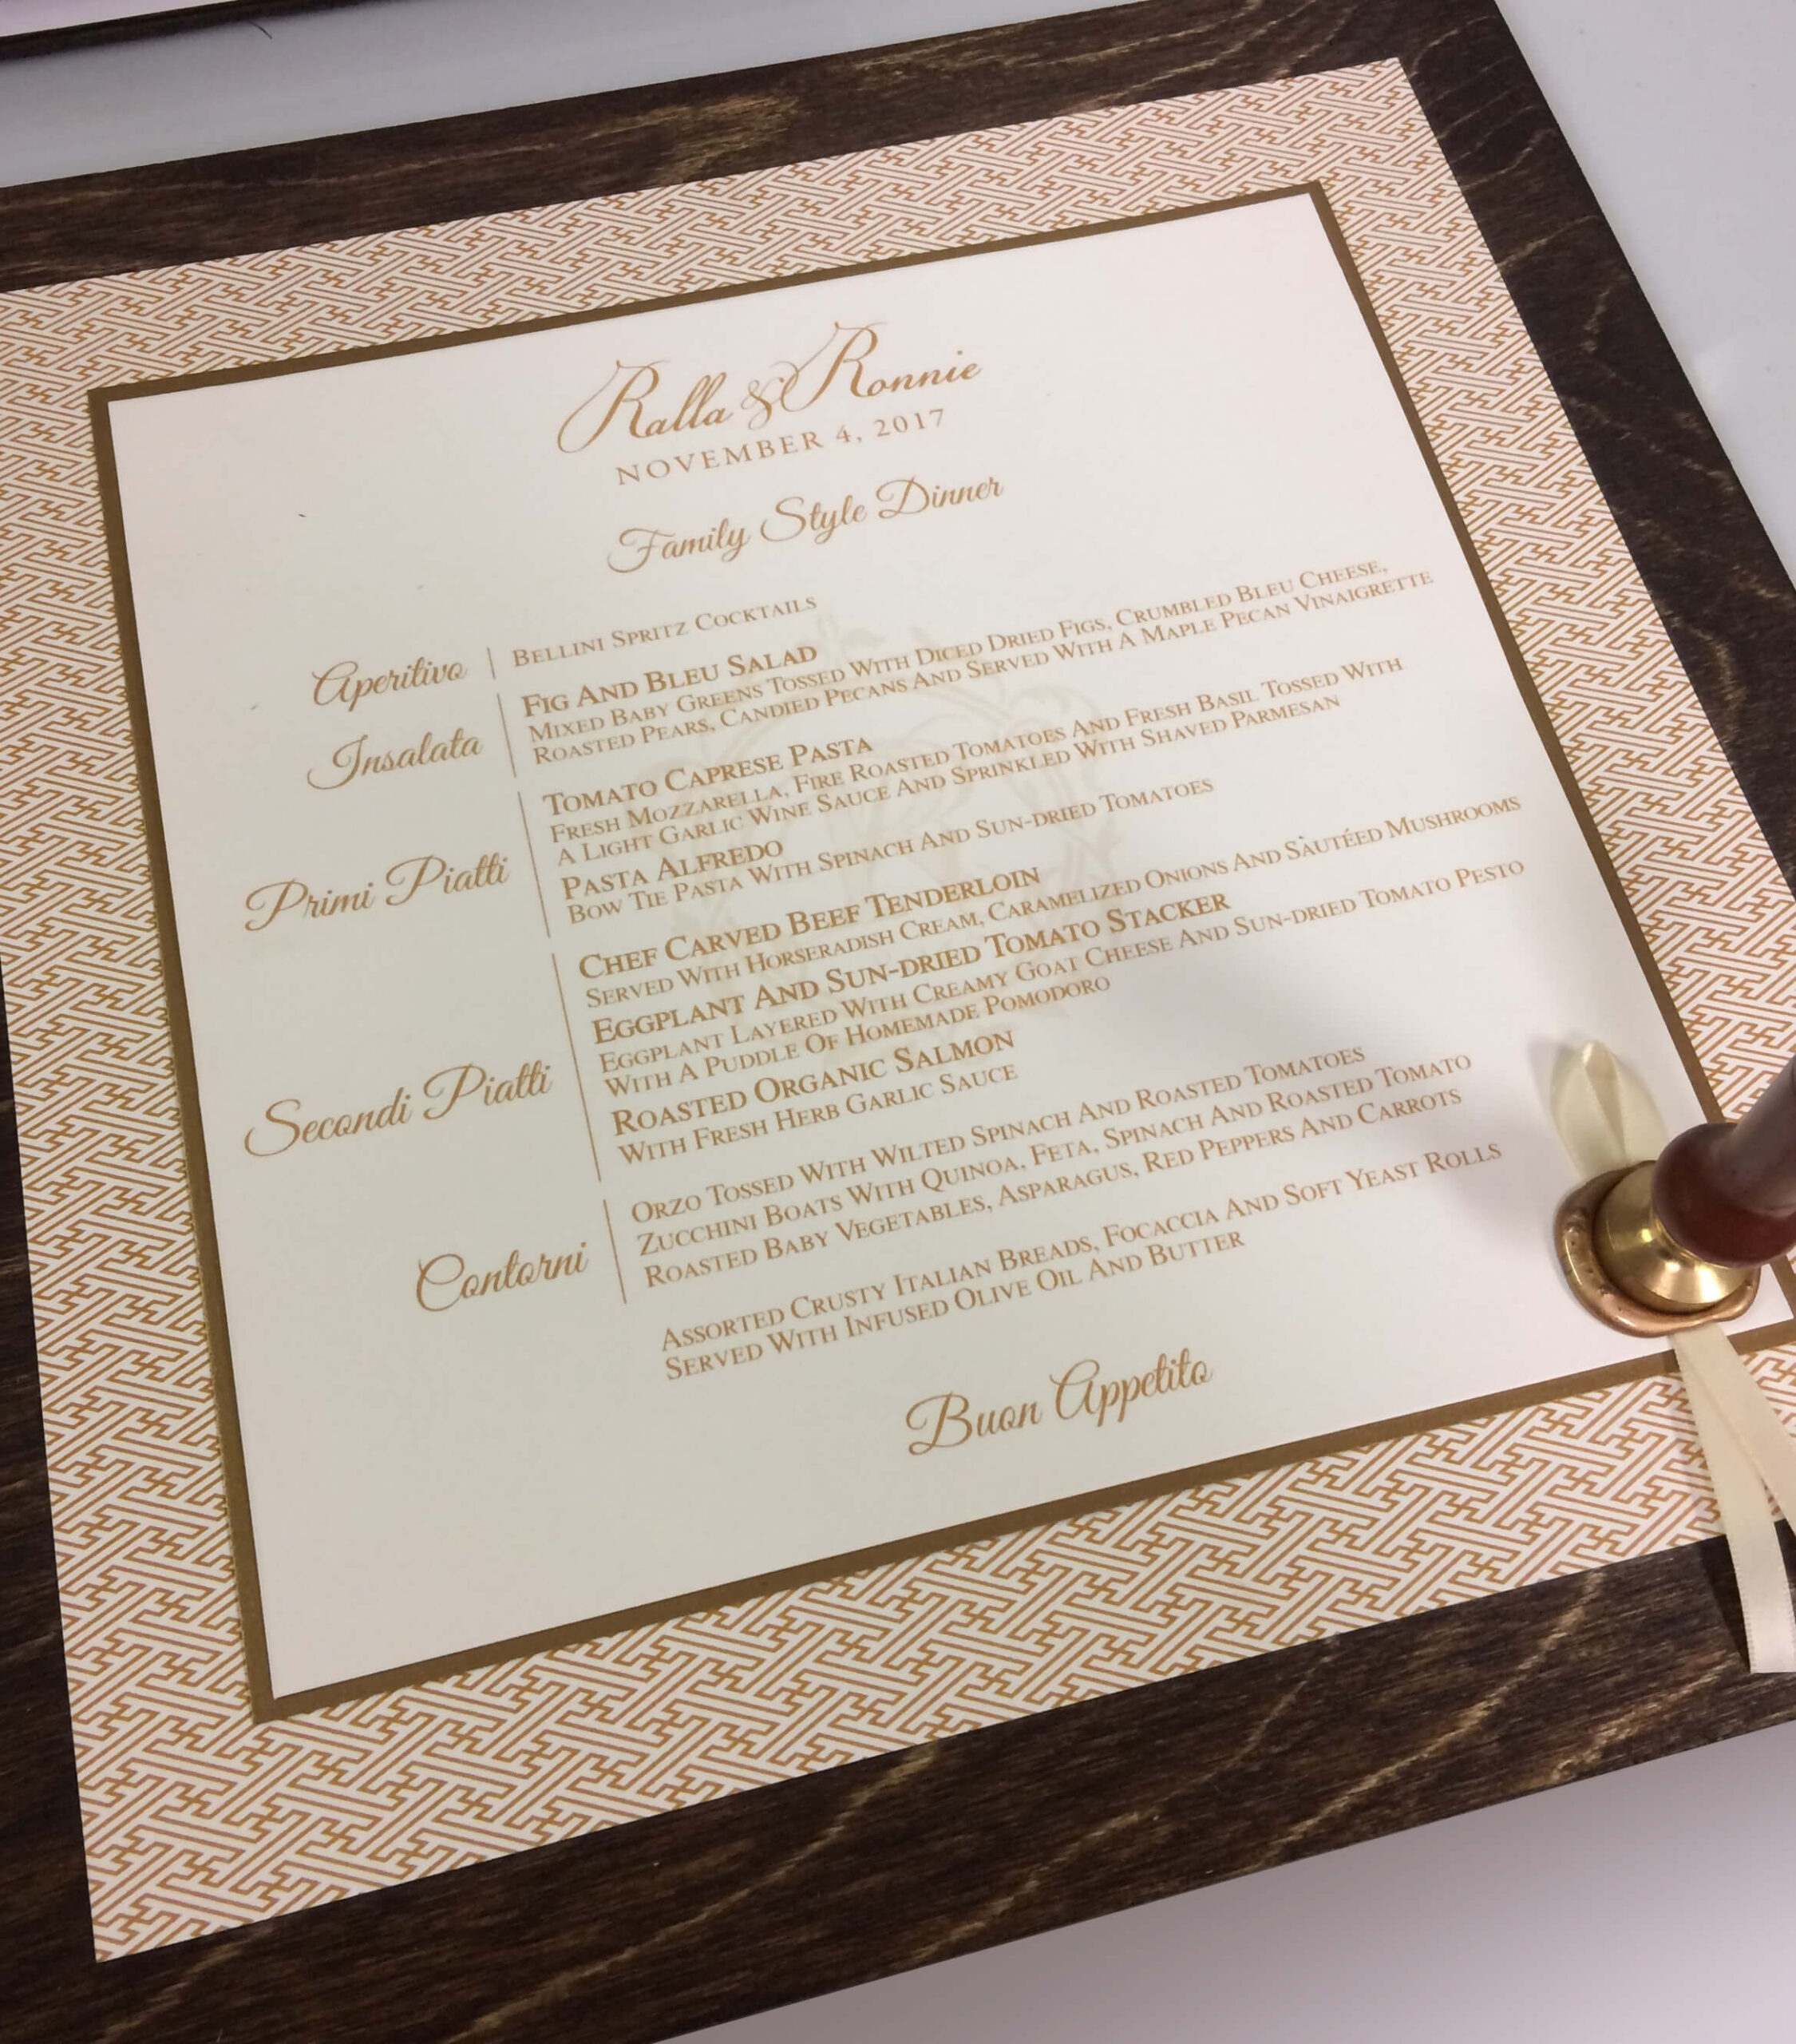 Ralla & Ronnie
NOVEMBER 4, 2017
Family Style Dinner
Aperitivo
BELLINI SPRITZ COCKTAILS
Insalata
FIG AND BLEU SALAD
MIXED BABY GREENS TOSSED WITH DICED DRIED FIGS, CRUMBLED BLEU CHEESE,
ROASTED PEARS, CANDIED PECANS AND SERVED WITH A MAPLE PECAN VINAIGRETTE
Primi Piatti
TOMATO CAPRESE PASTA
FRESH MOZZARELLA, FIRE ROASTED TOMATOES AND FRESH BASIL TOSSED WITH
A LIGHT GARLIC WINE SAUCE AND SPRINKLED WITH SHAVED PARMESAN
PASTA ALFREDO
BOW TIE PASTA WITH SPINACH AND SUN-DRIED TOMATOES
Secondi Piatti
CHEF CARVED BEEF TENDERLOIN
SERVED WITH HORSERADISH CREAM, CARAMELIZED ONIONS AND SAUTÉED MUSHROOMS
EGGPLANT AND SUN-DRIED TOMATO STACKER
EGGPLANT LAYERED WITH CREAMY GOAT CHEESE AND SUN-DRIED TOMATO PESTO
WITH A PUDDLE OF HOMEMADE POMODORO
ROASTED ORGANIC SALMON
WITH FRESH HERB GARLIC SAUCE
Contorni
ORZO TOSSED WITH WILTED SPINACH AND ROASTED TOMATOES
ZUCCHINI BOATS WITH QUINOA, FETA, SPINACH AND ROASTED TOMATO
ROASTED BABY VEGETABLES, ASPARAGUS, RED PEPPERS AND CARROTS
ASSORTED CRUSTY ITALIAN BREADS, FOCACCIA AND SOFT YEAST ROLLS
SERVED WITH INFUSED OLIVE OIL AND BUTTER
Buon Appetito